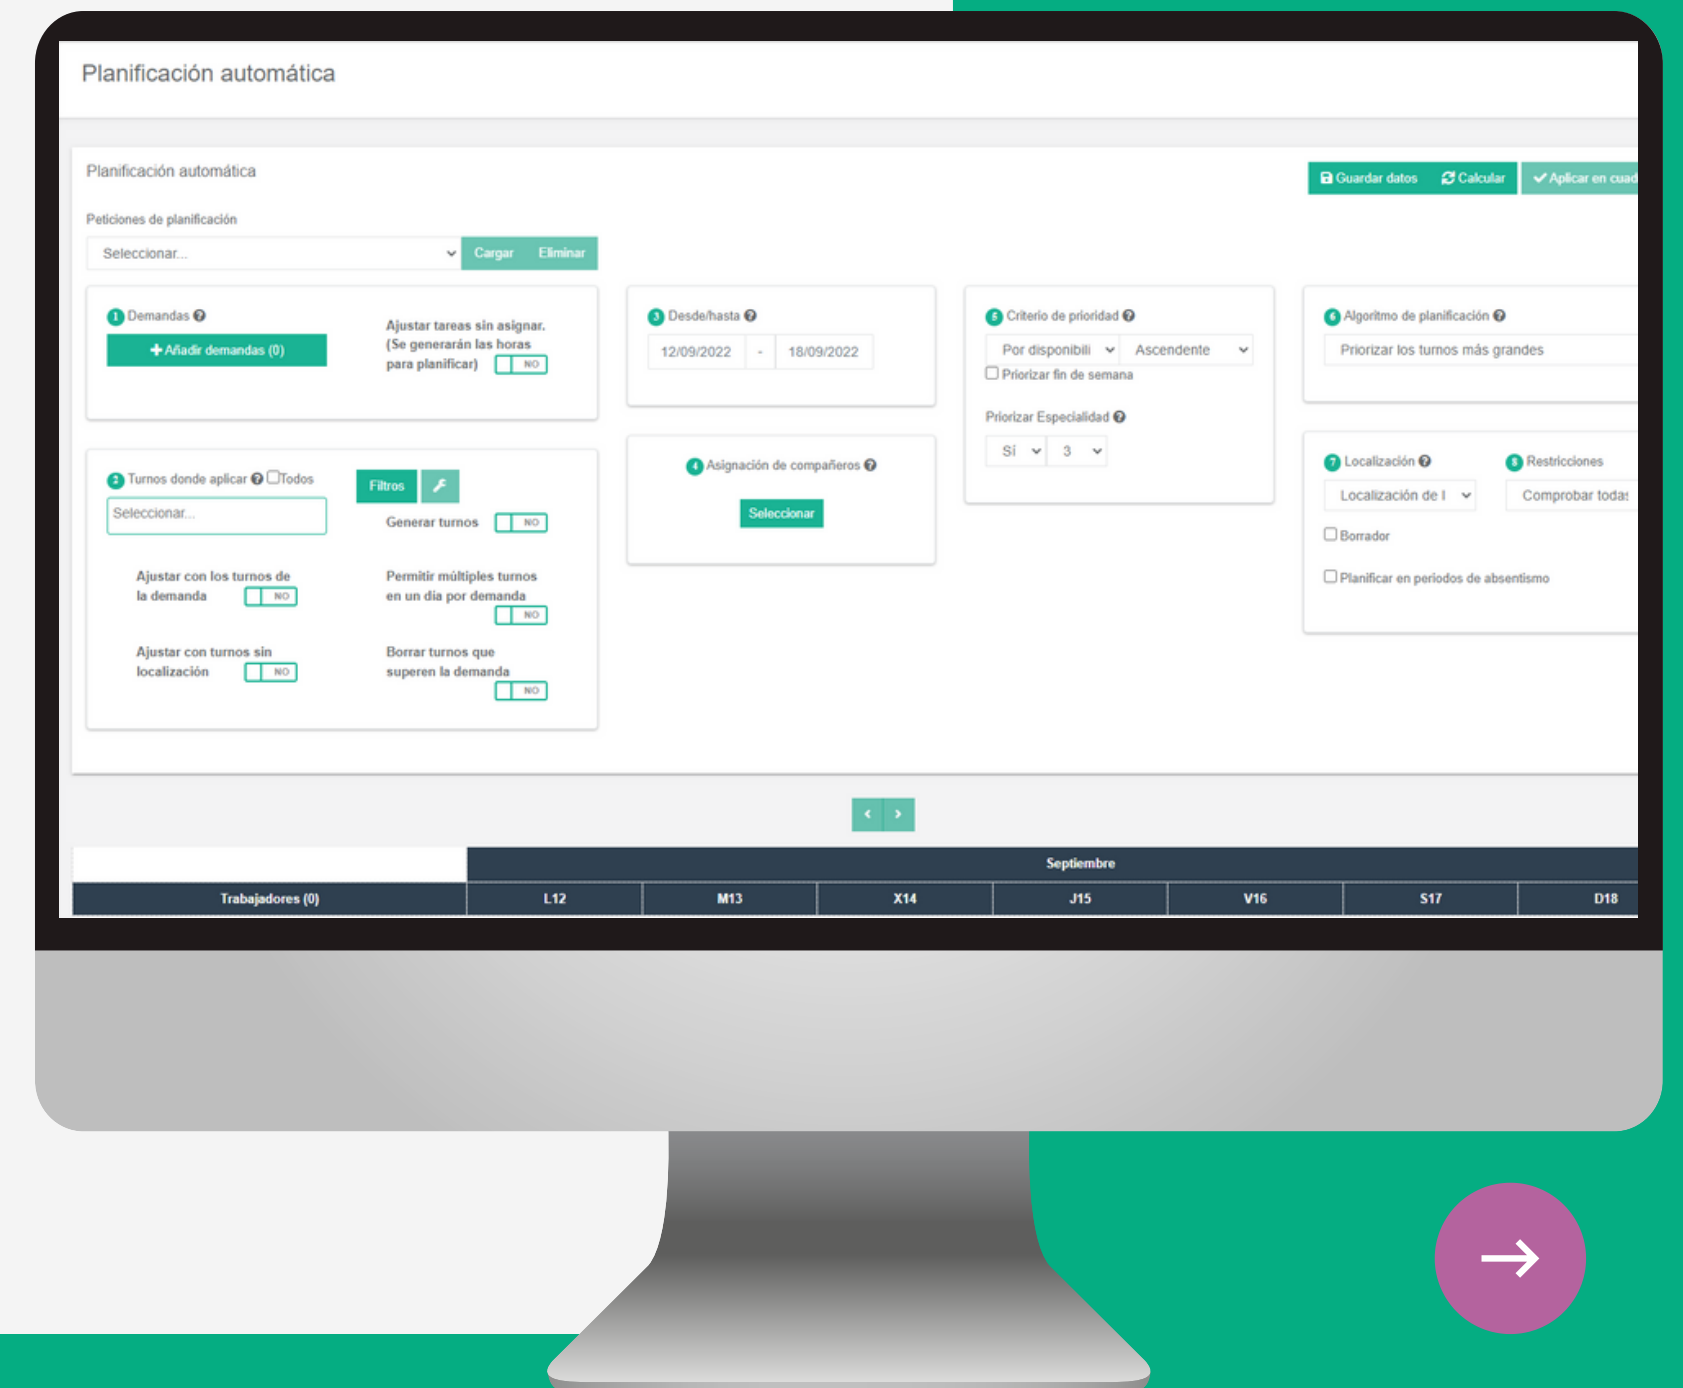 Planificación automática
Planificación automática
Guardar datos
Calcular
Aplicar en cuad
Peticiones de planificación
Seleccionar...
Cargar
Eliminar
1 Demandas
Añadir demandas (0)
Ajustar tareas sin asignar.
(Se generarán las horas
para planificar)
NO
2 Turnos donde aplicar
Todos
Seleccionar...
Filtros
Generar turnos
NO
Ajustar con los turnos de
la demanda
NO
Permitir múltiples turnos
en un día por demanda
NO
Ajustar con turnos sin
localización
NO
Borrar turnos que
superen la demanda
NO
3 Desde/hasta
12/09/2022 - 18/09/2022
4 Asignación de compañeros
Seleccionar
5 Criterio de prioridad
Por disponibili
Ascendente
Priorizar fin de semana
Priorizar Especialidad
Sí
3
6 Algoritmo de planificación
Priorizar los turnos más grandes
7 Localización
Localización de l
8 Restricciones
Comprobar todas
Borrador
Planificar en periodos de absentismo
Septiembre
Trabajadores (0)
L12
M13
X14
J15
V16
S17
D18